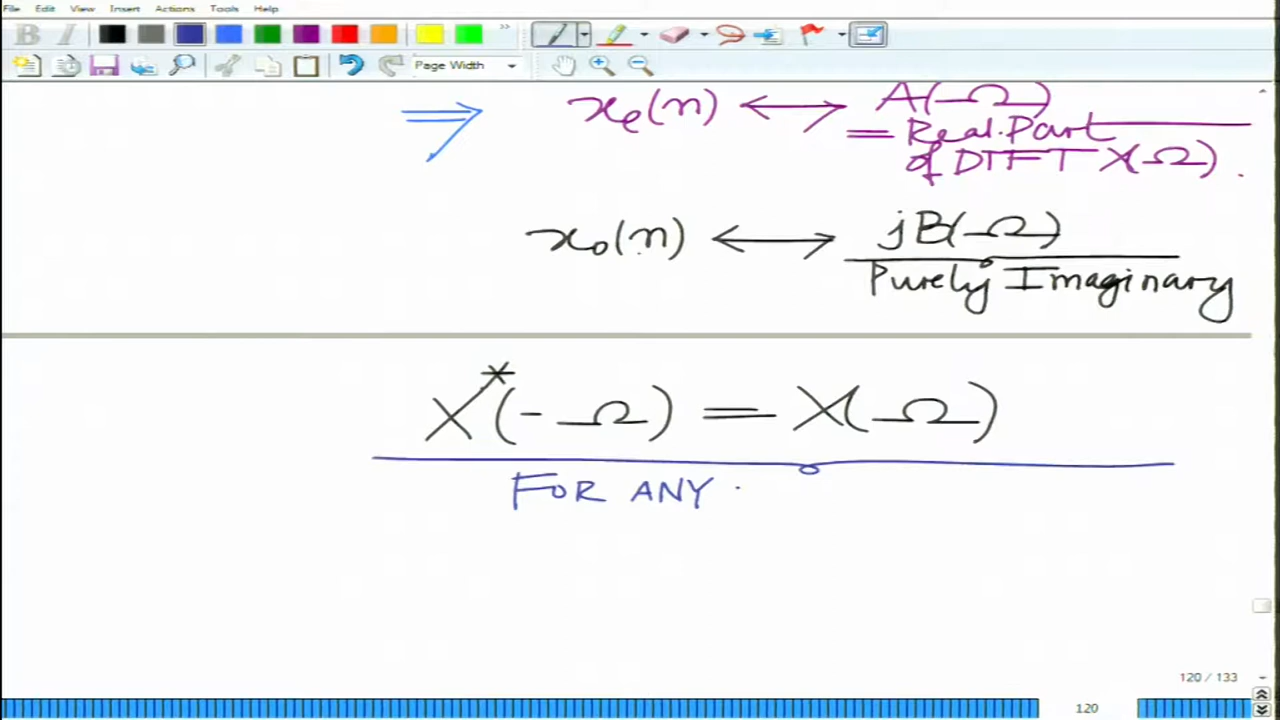 File Edit View Insert Actions Tools Help
B I Page Width
⇒ xe(n) ↔ A(Ω)
= Real Part
of DTFT X(Ω).
xo(n) ↔ jB(Ω)
Purely Imaginary
X*(-Ω) = X(Ω)
FOR ANY
120 / 133
120